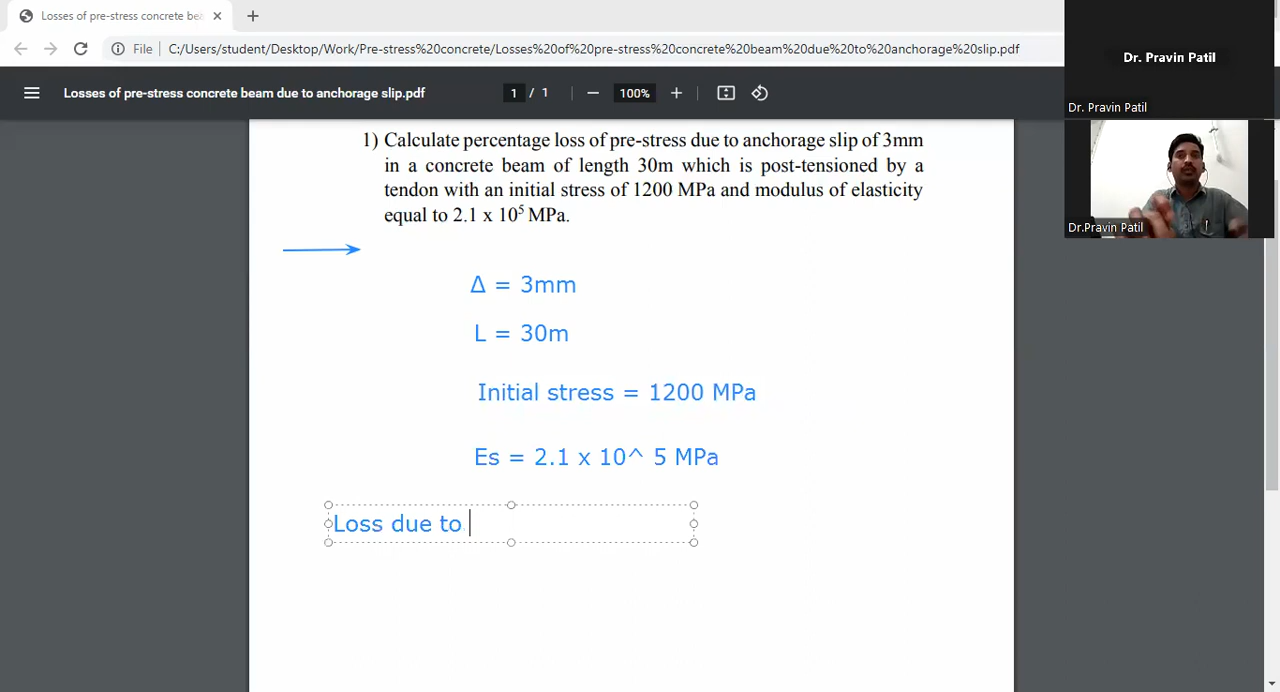 Losses of pre-stress concrete bea
File C:/Users/student/Desktop/Work/Pre-stress%20concrete/Losses%20of%20pre-stress%20concrete%20beam%20due%20to%20anchorage%20slip.pdf
Losses of pre-stress concrete beam due to anchorage slip.pdf 1 / 1 100%
Dr. Pravin Patil
Dr. Pravin Patil
Dr.Pravin Patil
1) Calculate percentage loss of pre-stress due to anchorage slip of 3mm
in a concrete beam of length 30m which is post-tensioned by a
tendon with an initial stress of 1200 MPa and modulus of elasticity
equal to 2.1 x 10⁵ MPa.
Δ = 3mm
L = 30m
Initial stress = 1200 MPa
Es = 2.1 x 10^ 5 MPa
Loss due to